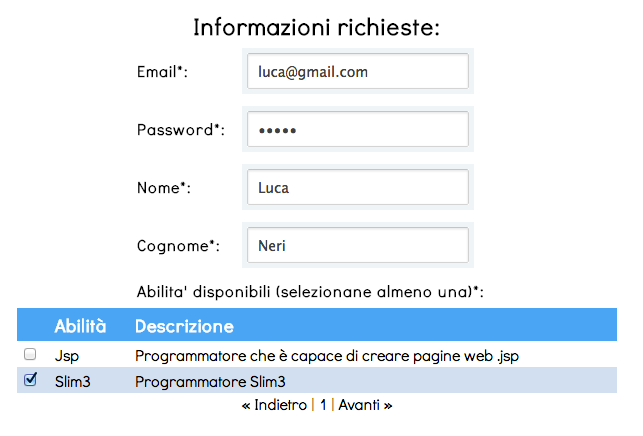 Informazioni richieste:
Email*: luca@gmail.com
Password*: •••••
Nome*: Luca
Cognome*: Neri
Abilita' disponibili (selezionane almeno una)*:
Abilità Descrizione
Jsp Programmatore che è capace di creare pagine web .jsp
Slim3 Programmatore Slim3
« Indietro | 1 | Avanti »